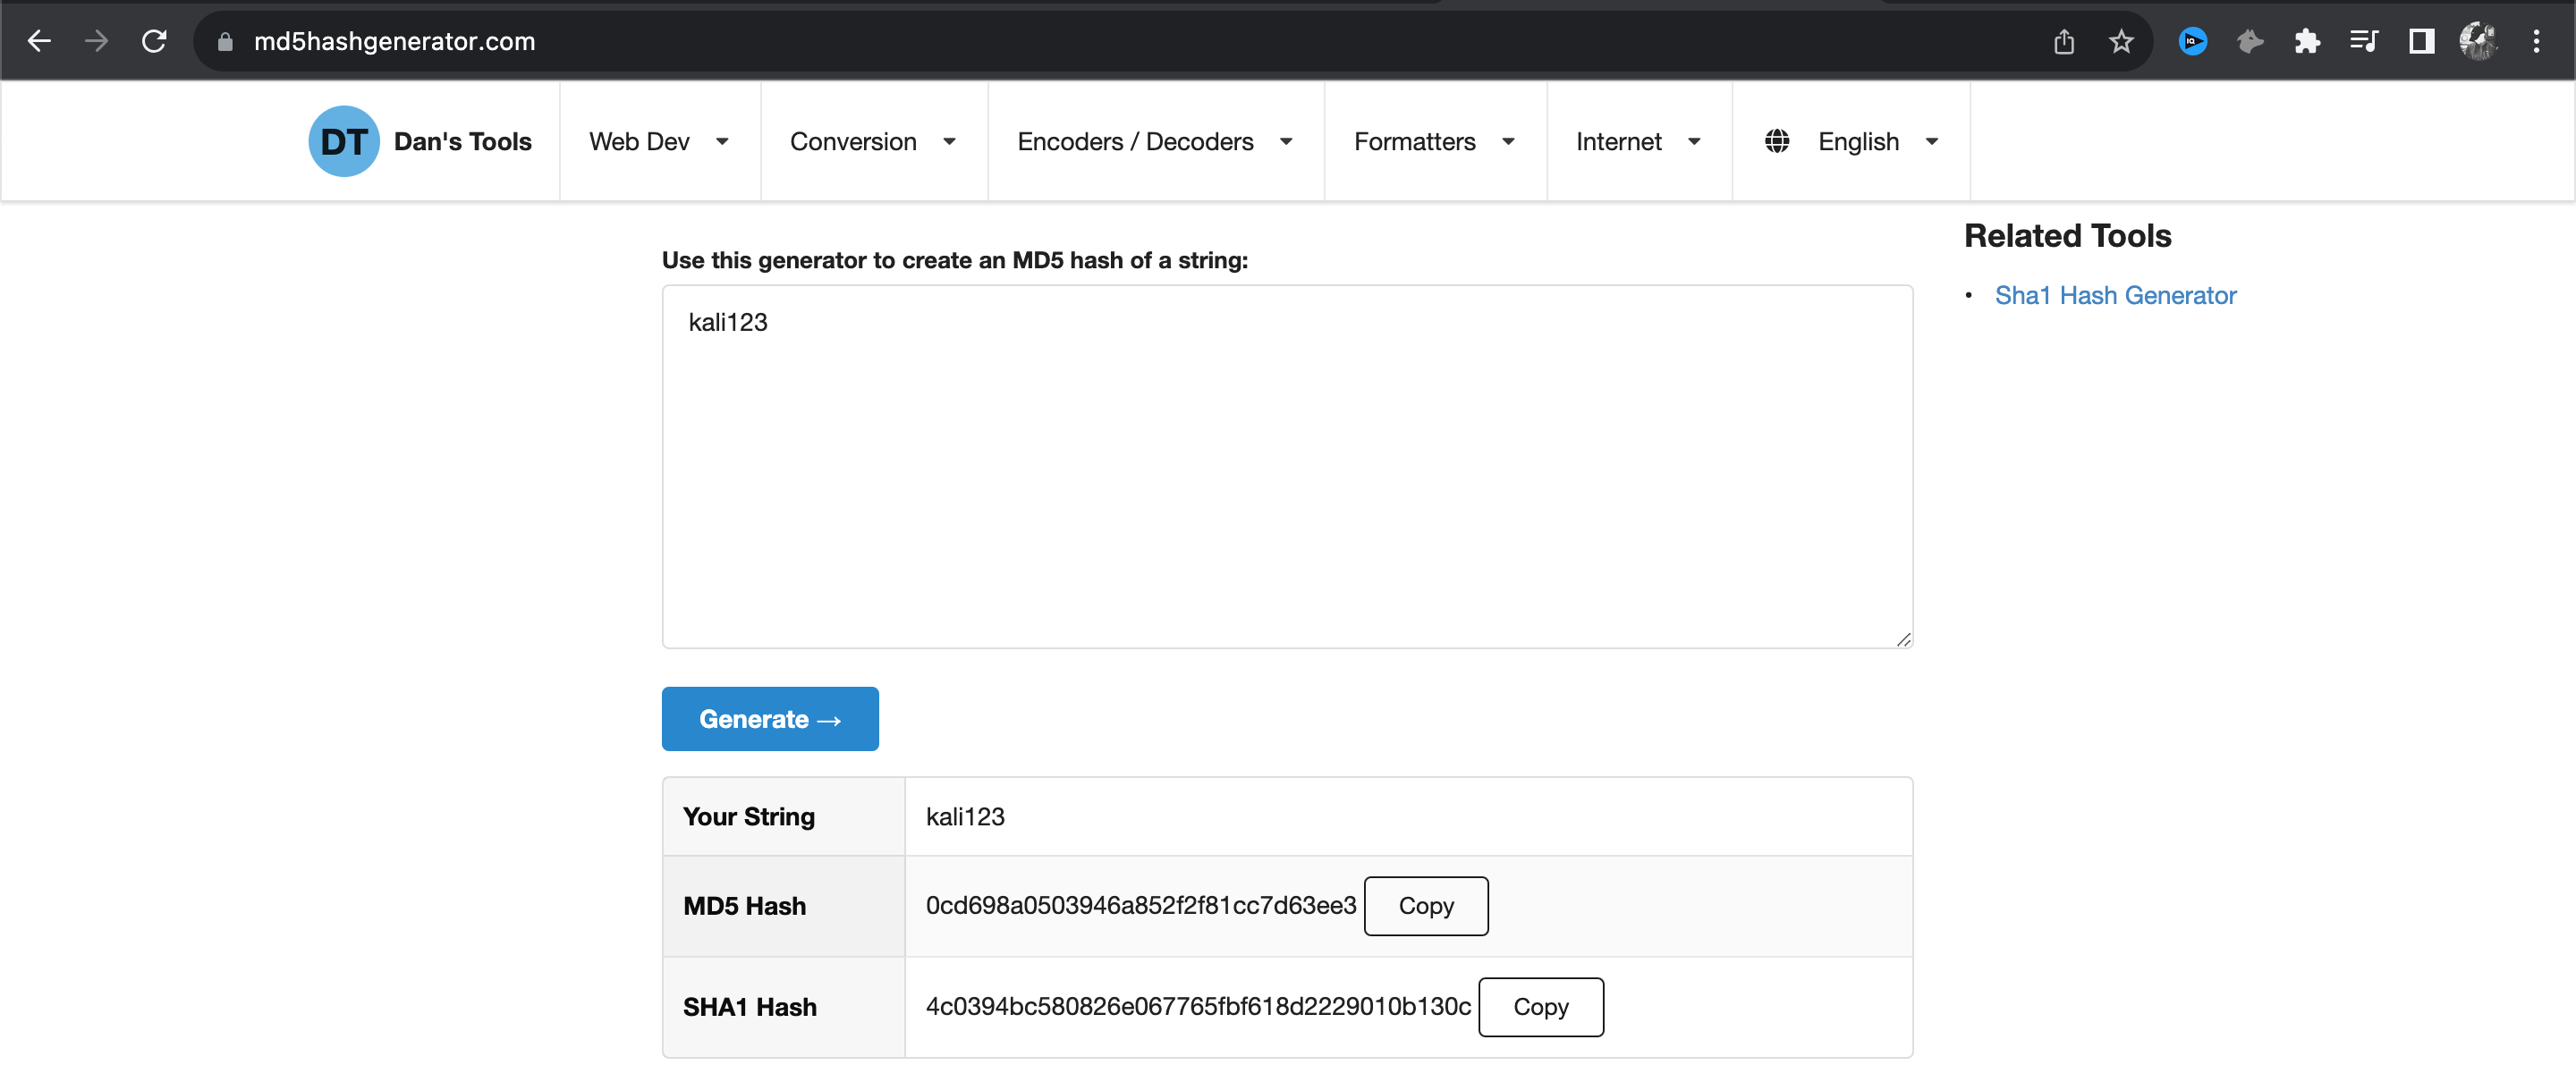 md5hashgenerator.com
DT Dan's Tools Web Dev Conversion Encoders / Decoders Formatters Internet English
Related Tools
Use this generator to create an MD5 hash of a string:
• Sha1 Hash Generator
kali123
Generate →
Your String kali123
MD5 Hash 0cd698a0503946a852f2f81cc7d63ee3 Copy
SHA1 Hash 4c0394bc580826e067765fbf618d2229010b130c Copy